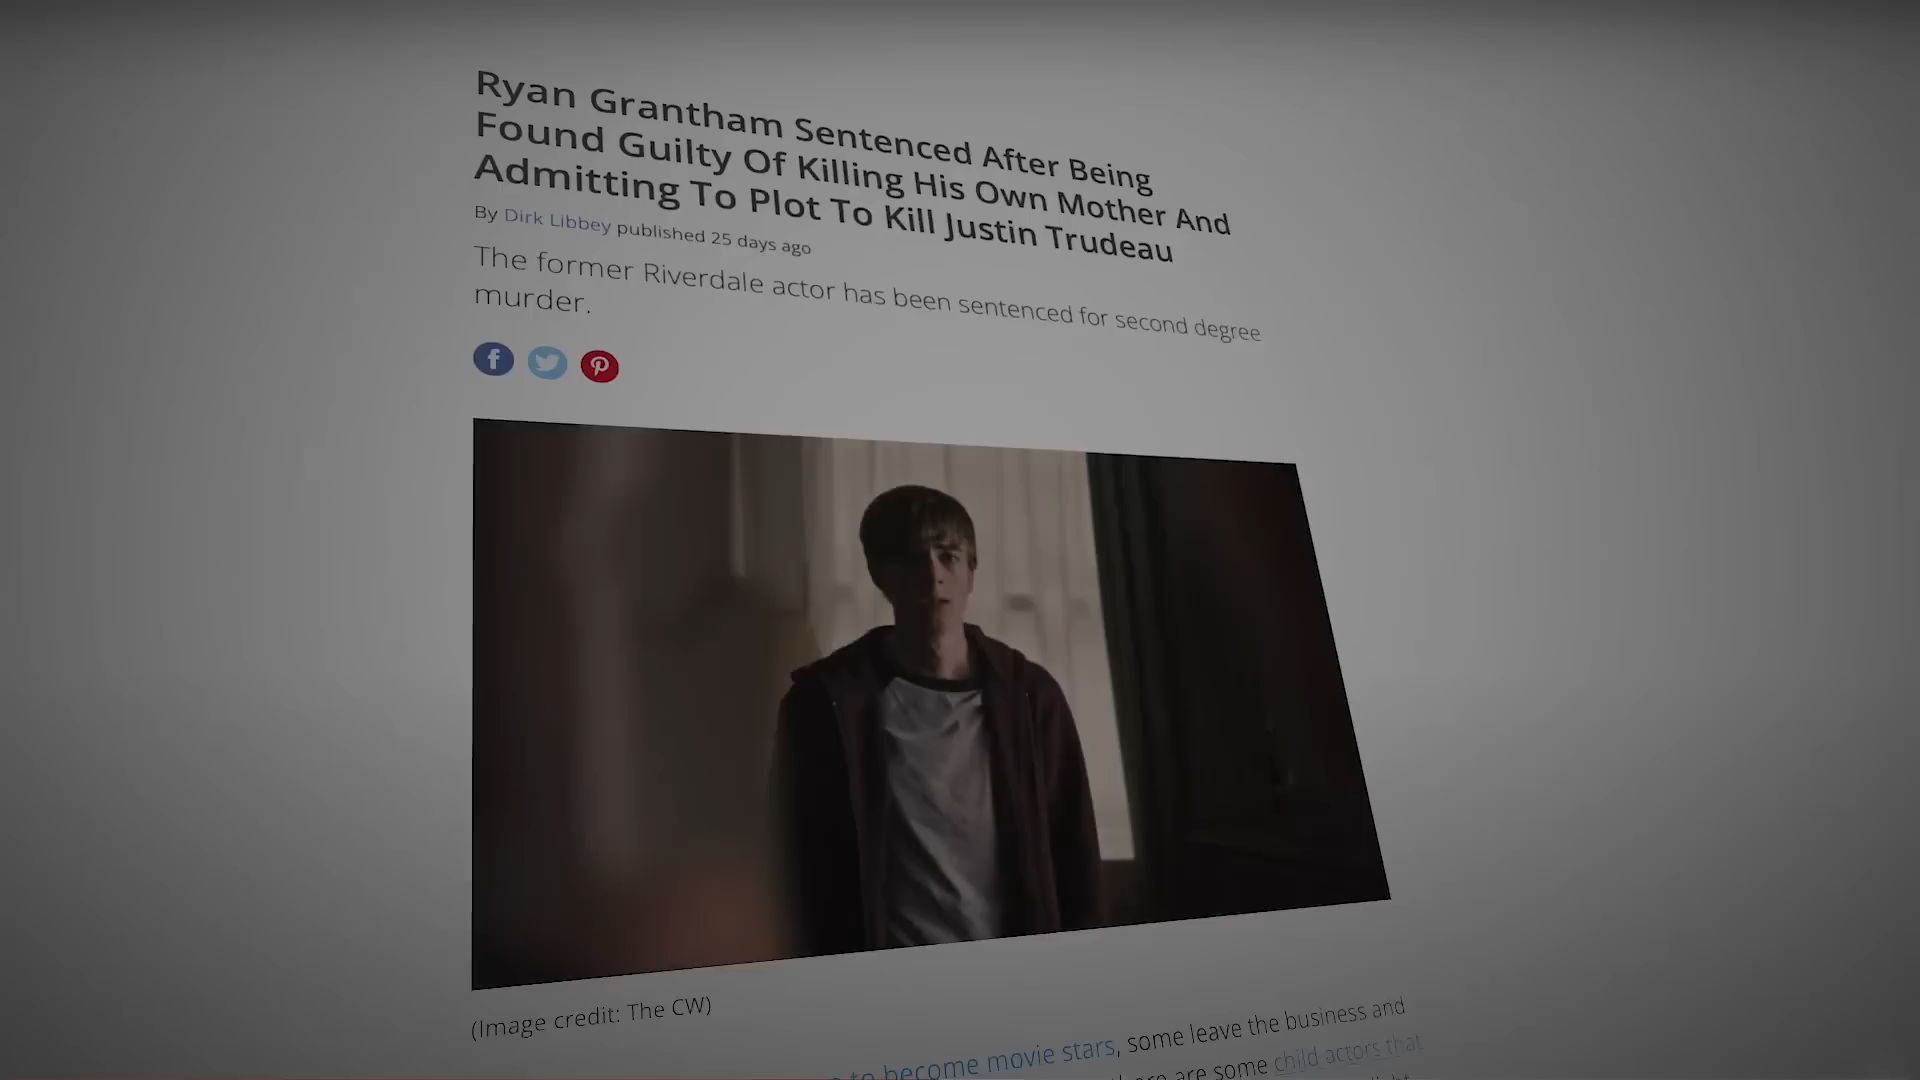 Ryan Grantham Sentenced After Being
Found Guilty Of Killing His Own Mother And
Admitting To Plot To Kill Justin Trudeau
By Dirk Libbey published 25 days ago
The former Riverdale actor has been sentenced for second degree
murder.
(Image credit: The CW)
to become movie stars, some leave the business and
are some child actors that